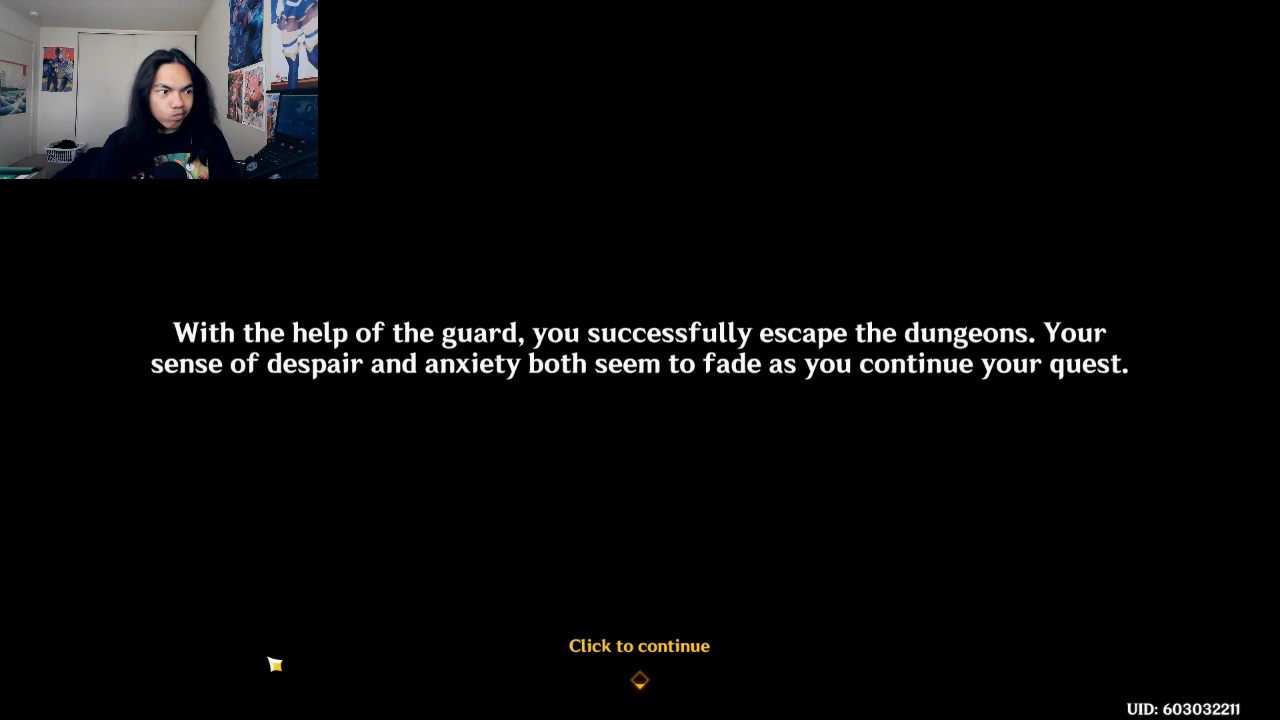 With the help of the guard, you successfully escape the dungeons. Your
sense of despair and anxiety both seem to fade as you continue your quest.
Click to continue
UID: 603032211